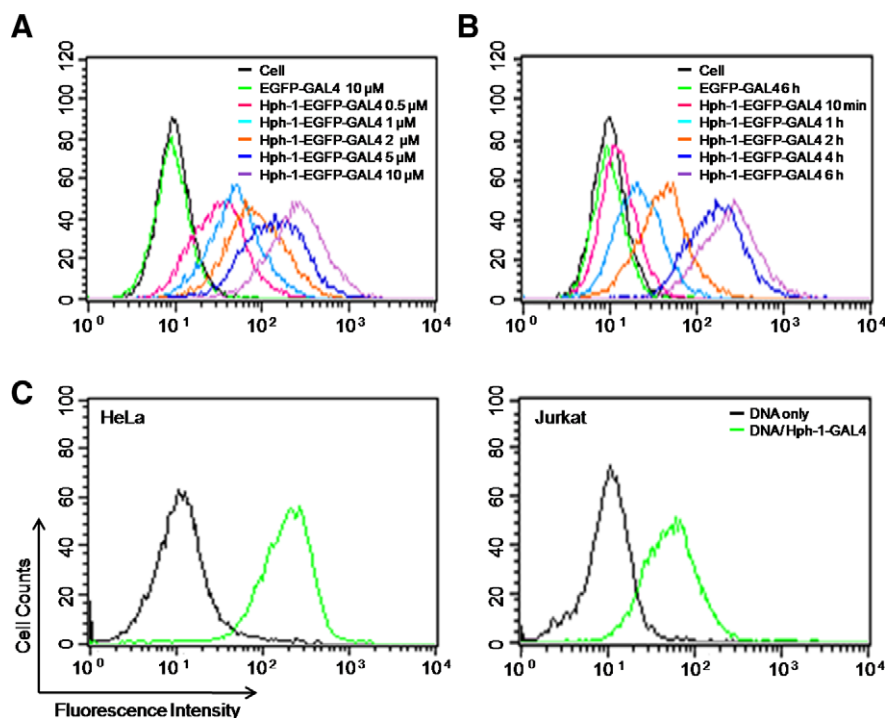 A
120
100
80
60
40
20
0
10⁰ 10¹ 10² 10³ 10⁴
Cell
EGFP-GAL4 10 µM
Hph-1-EGFP-GAL4 0.5 µM
Hph-1-EGFP-GAL4 1 µM
Hph-1-EGFP-GAL4 2 µM
Hph-1-EGFP-GAL4 5 µM
Hph-1-EGFP-GAL4 10 µM
B
120
100
80
60
40
20
0
10⁰ 10¹ 10² 10³ 10⁴
Cell
EGFP-GAL4 6 h
Hph-1-EGFP-GAL4 10 min
Hph-1-EGFP-GAL4 1 h
Hph-1-EGFP-GAL4 2 h
Hph-1-EGFP-GAL4 4 h
Hph-1-EGFP-GAL4 6 h
C
HeLa
100
80
60
40
20
0
10⁰ 10¹ 10² 10³ 10⁴
Cell Counts
Fluorescence Intensity
Jurkat
DNA only
DNA/Hph-1-GAL4
100
80
60
40
20
0
10⁰ 10¹ 10² 10³ 10⁴